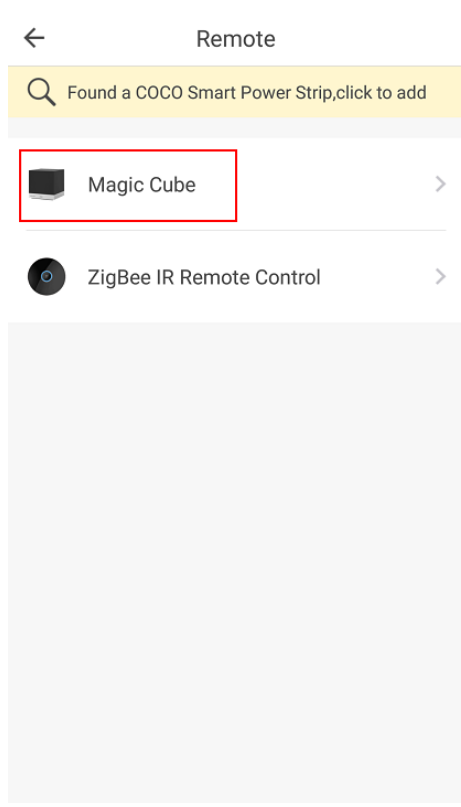 Remote
Found a COCO Smart Power Strip,click to add
Magic Cube
ZigBee IR Remote Control